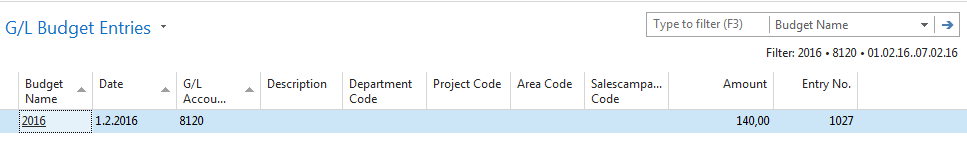 G/L Budget Entries
Type to filter (F3) Budget Name
Filter: 2016 • 8120 • 01.02.16..07.02.16
Budget Name Date G/L Accou... Description Department Code Project Code Area Code Salescampa... Code Amount Entry No.
2016 1.2.2016 8120 140,00 1027